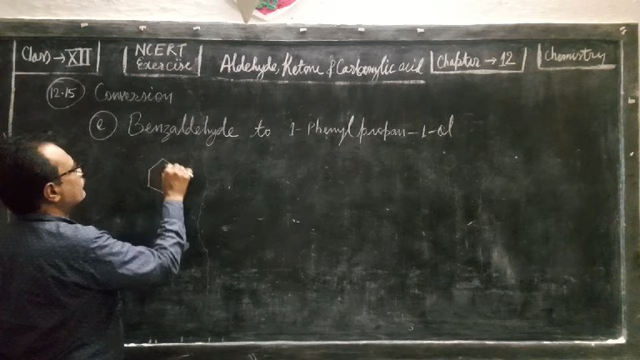 Class → XII
NCERT Exercise
Aldehyde, Ketone & Carboxylic acid
Chapter → 12
Chemistry
12.15 Conversion
(e) Benzaldehyde to 1-Phenyl propan-1-ol